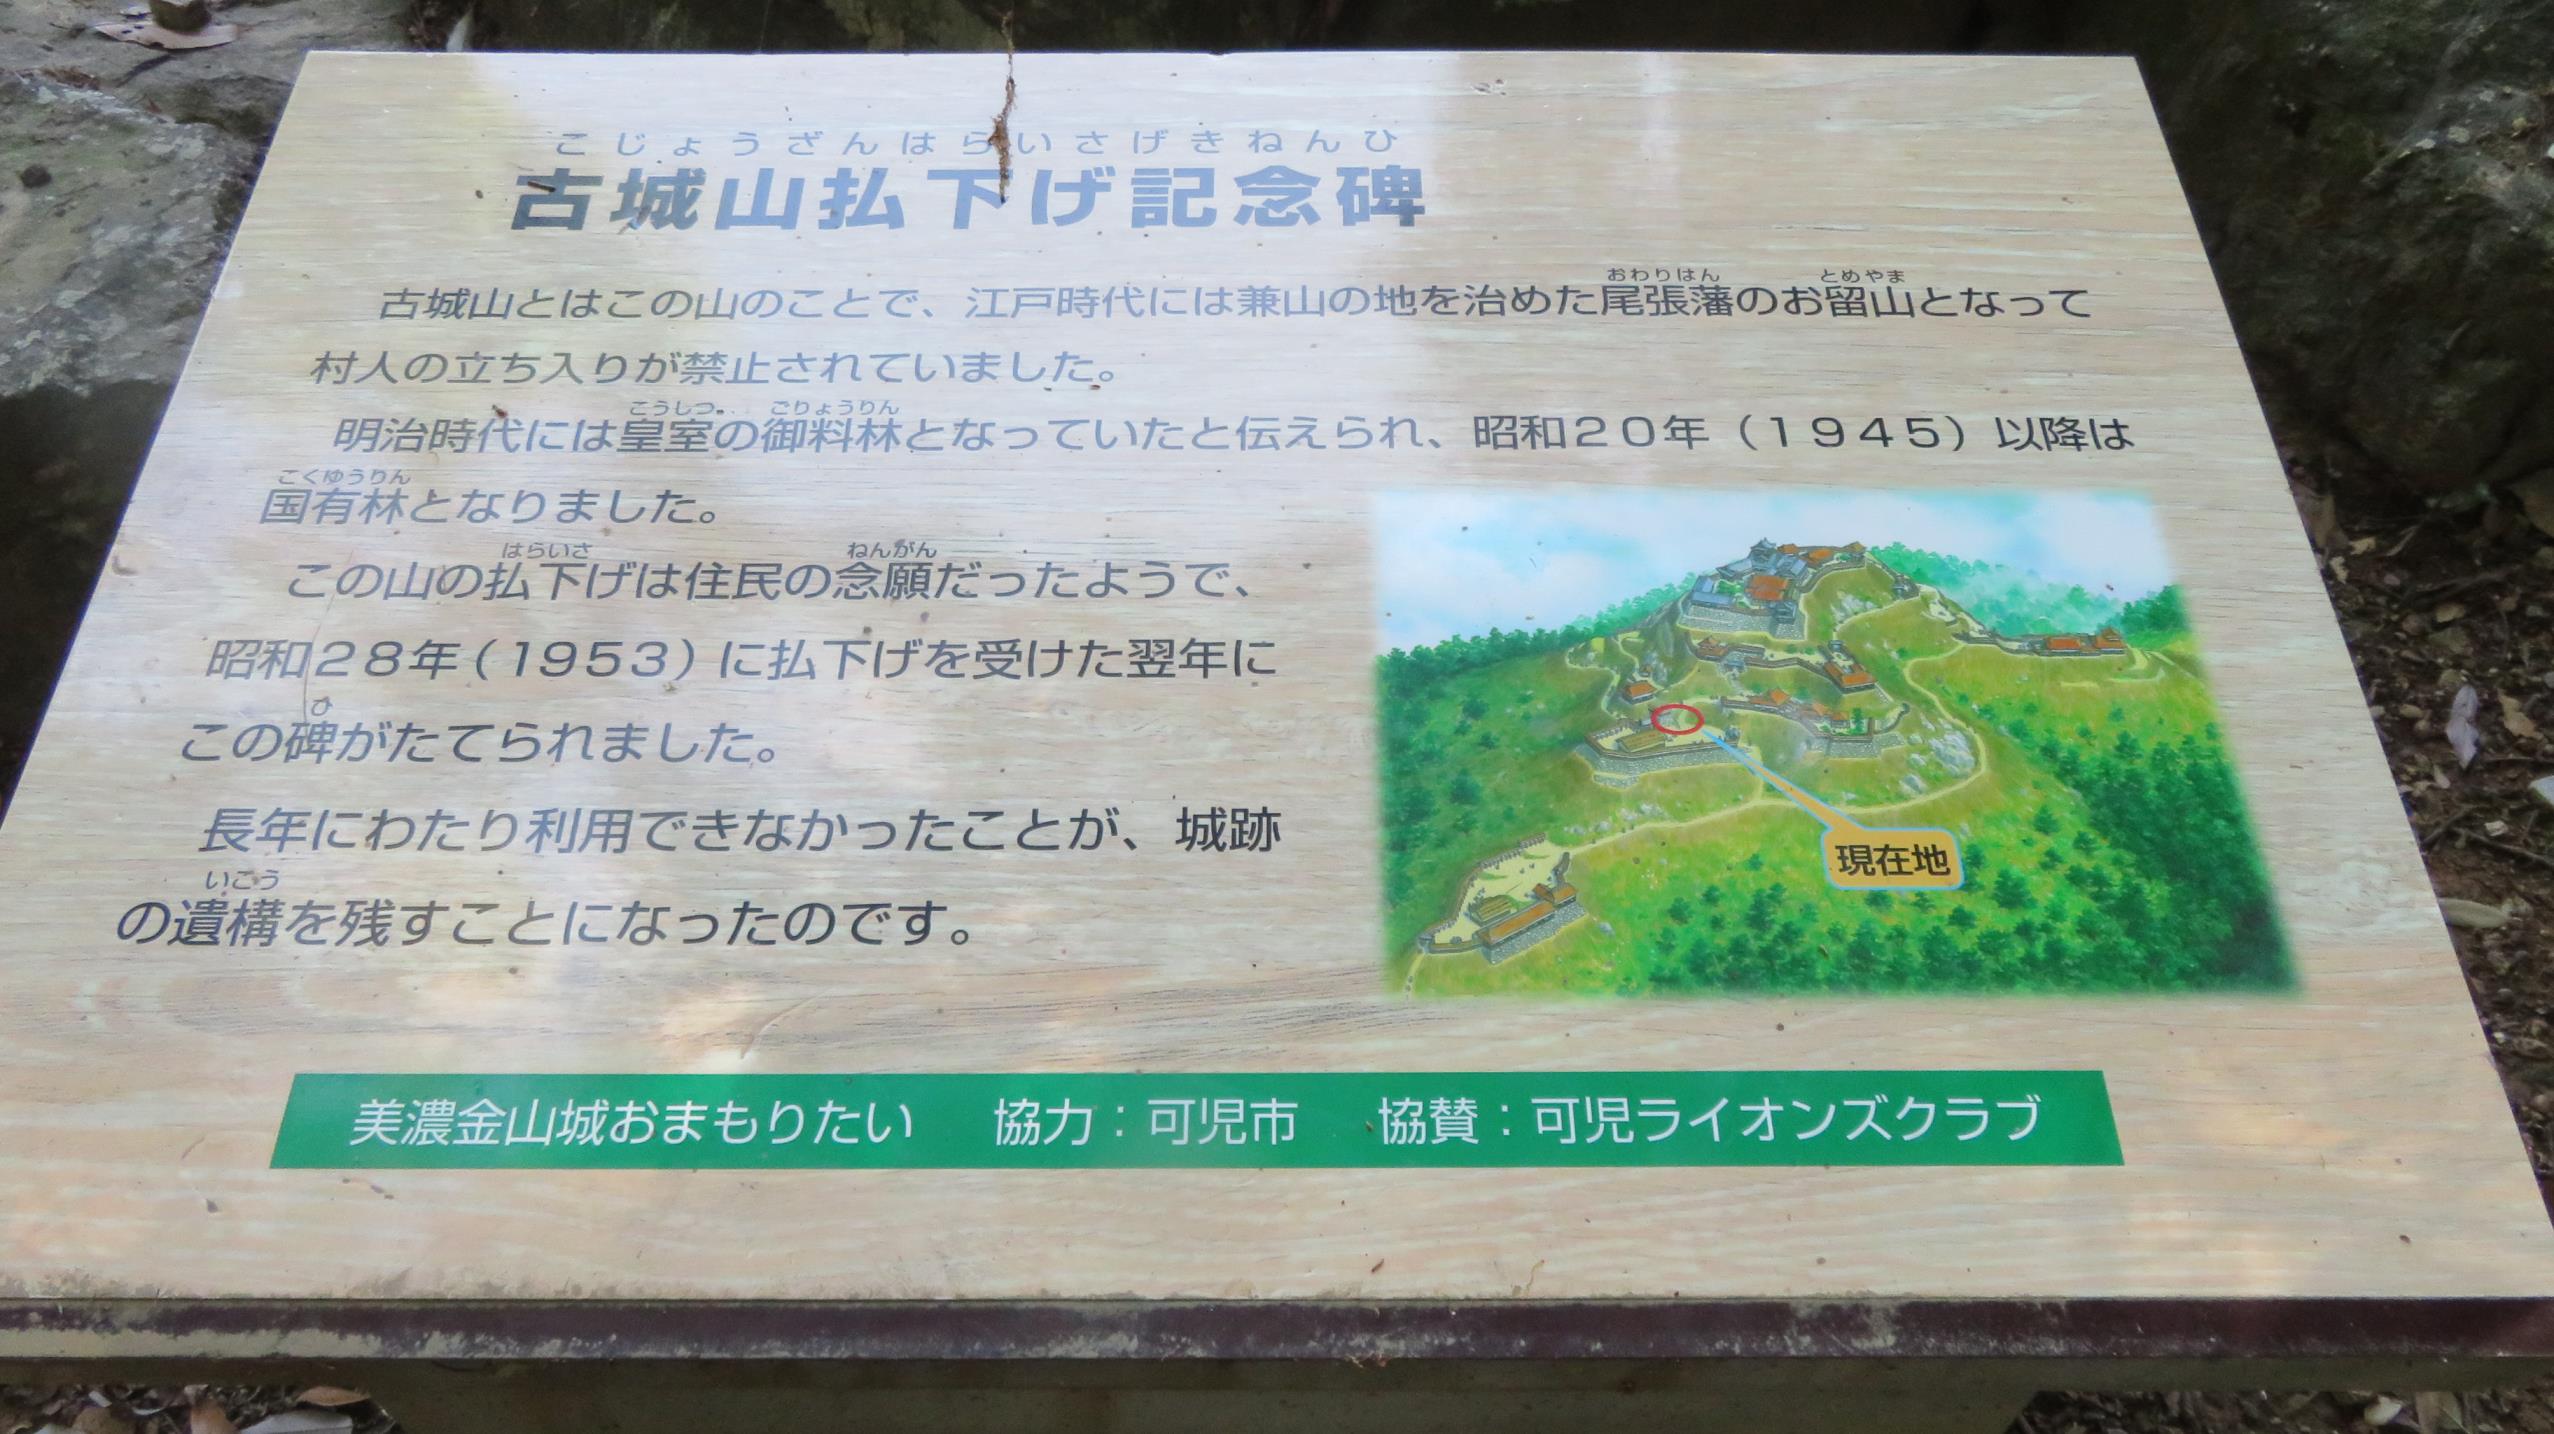 こじょうざんはらいさげきねんひ
古城山払下げ記念碑
おわりはん とめやま
古城山とはこの山のことで、江戸時代には兼山の地を治めた尾張藩のお留山となって
村人の立ち入りが禁止されていました。
こうしつ ごりょうりん
明治時代には皇室の御料林となっていたと伝えられ、昭和20年（1945）以降は
こくゆうりん
国有林となりました。
はらいさ ねんがん
この山の払下げは住民の念願だったようで、
昭和28年（1953）に払下げを受けた翌年に
ひ
この碑がたてられました。
長年にわたり利用できなかったことが、城跡
いこう
の遺構を残すことになったのです。
現在地
美濃金山城おまもりたい 協力：可児市 協賛：可児ライオンズクラブ